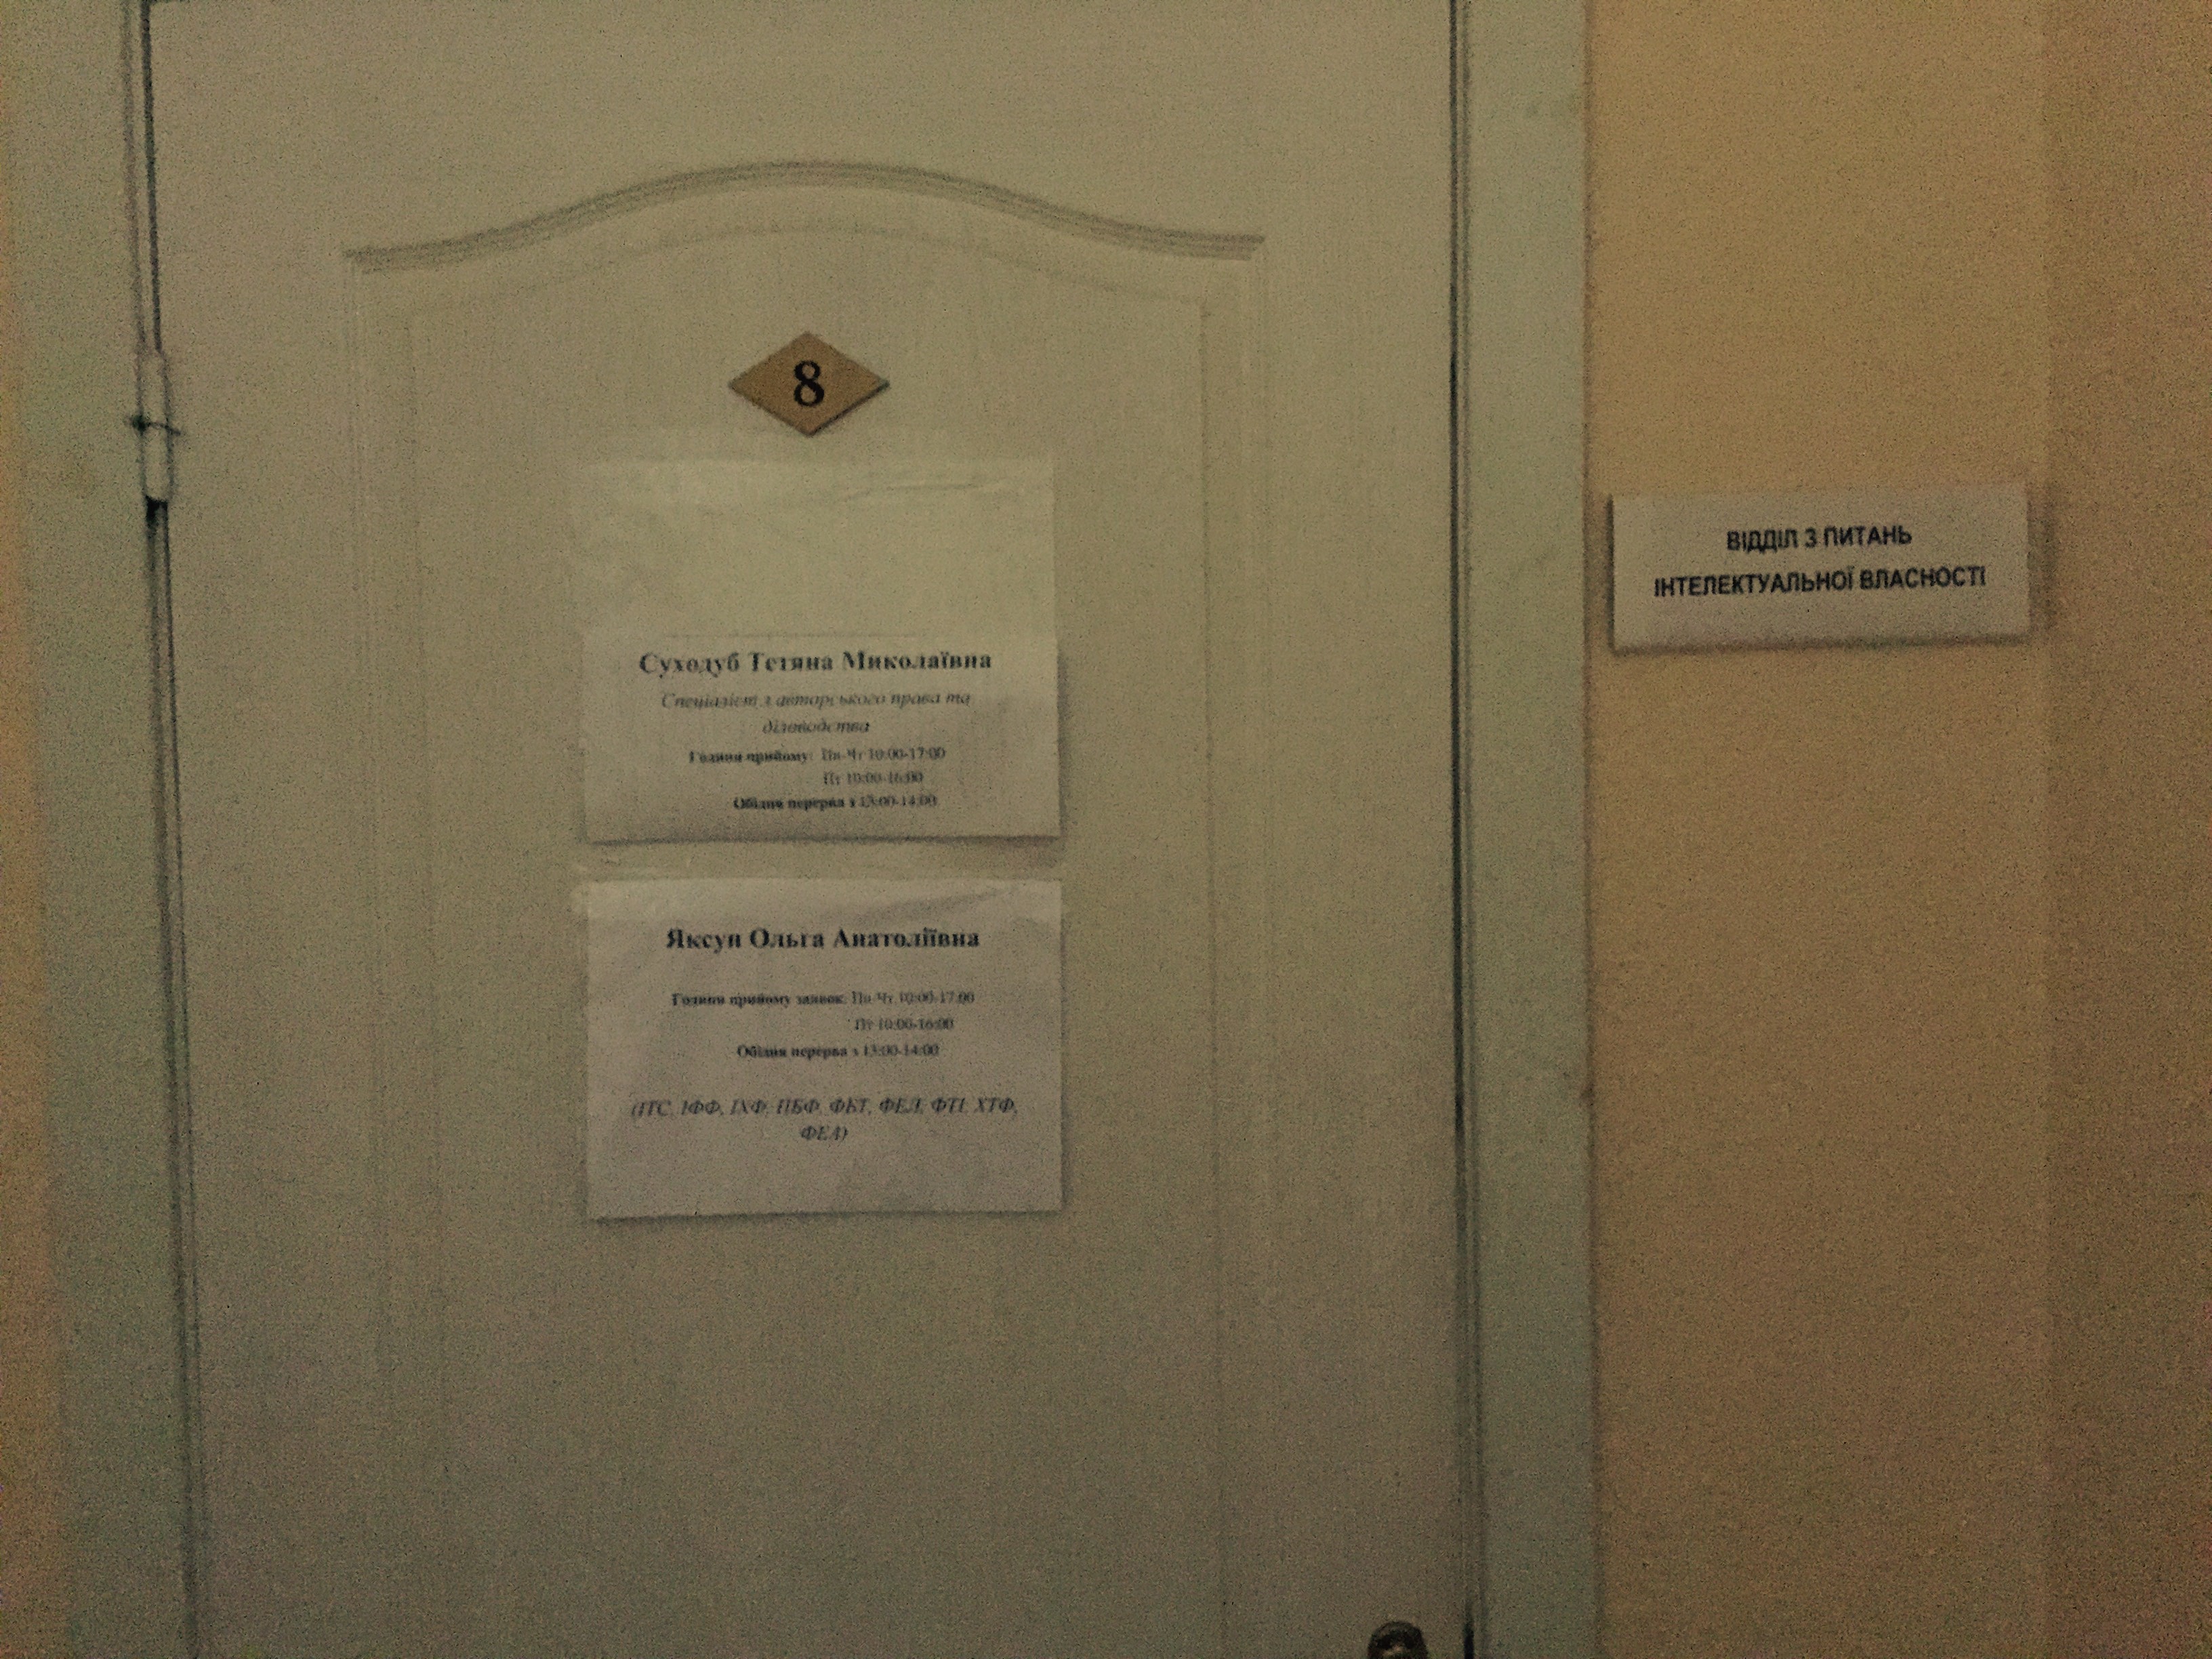 8
Суходуб Тетяна Миколаївна
Спеціаліст з авторського права та
діловодства
Години прийому: Пн-Чт 10:00-17:00
Пт 10:00-16:00
Обідня перерва з 13:00-14:00
Яксун Ольга Анатоліївна
Години прийому заявок: Пн-Чт 10:00-17:00
Пт 10:00-16:00
Обідня перерва з 13:00-14:00
ІФФ, ІХФ, ПБФ, ФБТ, ФЕЛ, ФТІ, ХТФ,
ФЕА)
ВІДДІЛ З ПИТАНЬ
ІНТЕЛЕКТУАЛЬНОЇ ВЛАСНОСТІ